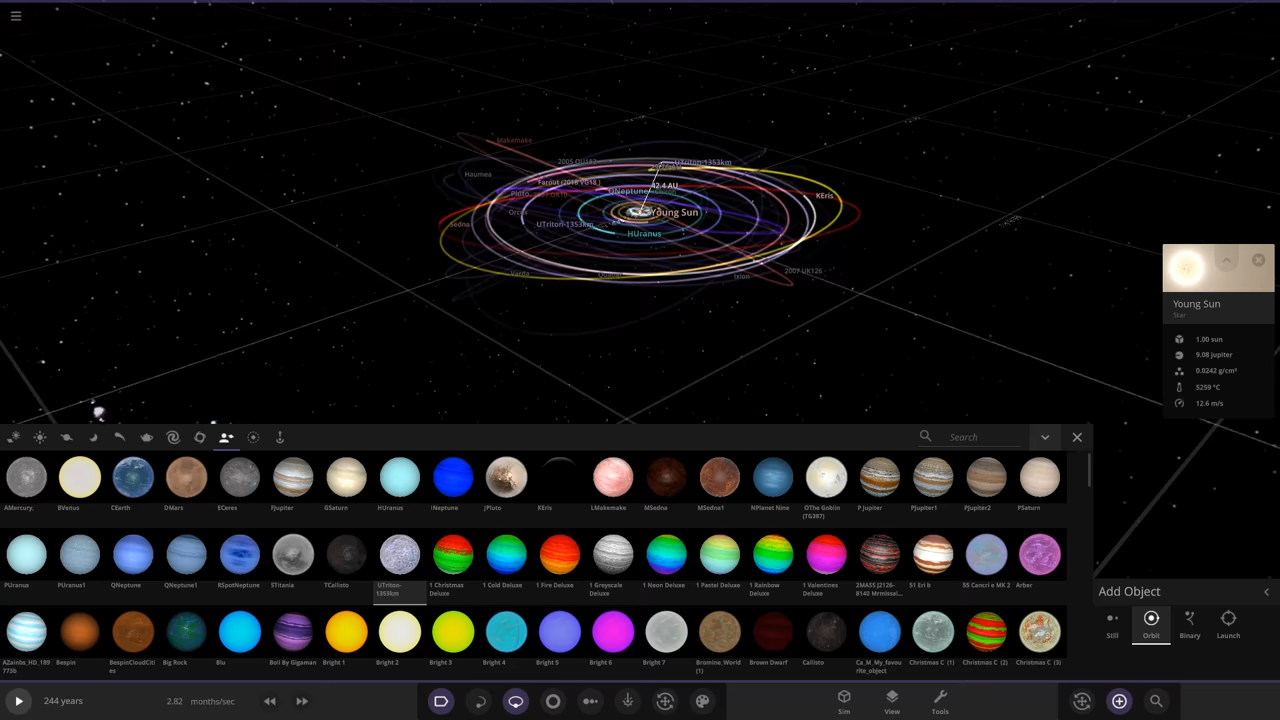 Makemake
2005 QU182
UTriton-1353km
Haumea
Farout (2018 VG18)
42.4 AU
Pluto
QNeptune
KEris
Orcus
Young Sun
Sedna
UTriton-1353km
HUranus
Varda
Ixion
2007 UK126
Young Sun
Star
1.00 sun
9.08 jupiter
0.0242 g/cm³
5259 °C
12.6 m/s
Search
AMercury,
BVenus
CEarth
DMars
ECeres
FJupiter
GSaturn
HUranus
INeptune
JPluto
KEris
LMakemake
MSedna
MSedna1
NPlanet Nine
OThe Goblin
(TG387)
P Jupiter
PJupiter1
PJupiter2
PSaturn
PUranus
PUranus1
QNeptune
QNeptune1
RSpotNeptune
STitania
TCallisto
UTriton-
1353km
1 Christmas
Deluxe
1 Cold Deluxe
1 Fire Deluxe
1 Greyscale
Deluxe
1 Neon Deluxe
1 Pastel Deluxe
1 Rainbow
Deluxe
1 Valentines
Deluxe
2MASS J2126-
8140 Mrmissai...
51 Eri b
55 Cancri e MK 2
Arber
AZainbs_HD_189
773b
Bespin
BespinCloudCiti
es
Big Rock
Blu
Boii By Gigaman
Bright 1
Bright 2
Bright 3
Bright 4
Bright 5
Bright 6
Bright 7
Bromine_World
(1)
Brown Dwarf
Callisto
Ca_M_My_favou
rite_object
Christmas C (1)
Christmas C (2)
Christmas C (3)
Add Object
Still
Orbit
Binary
Launch
244 years
2.82 months/sec
Sim
View
Tools